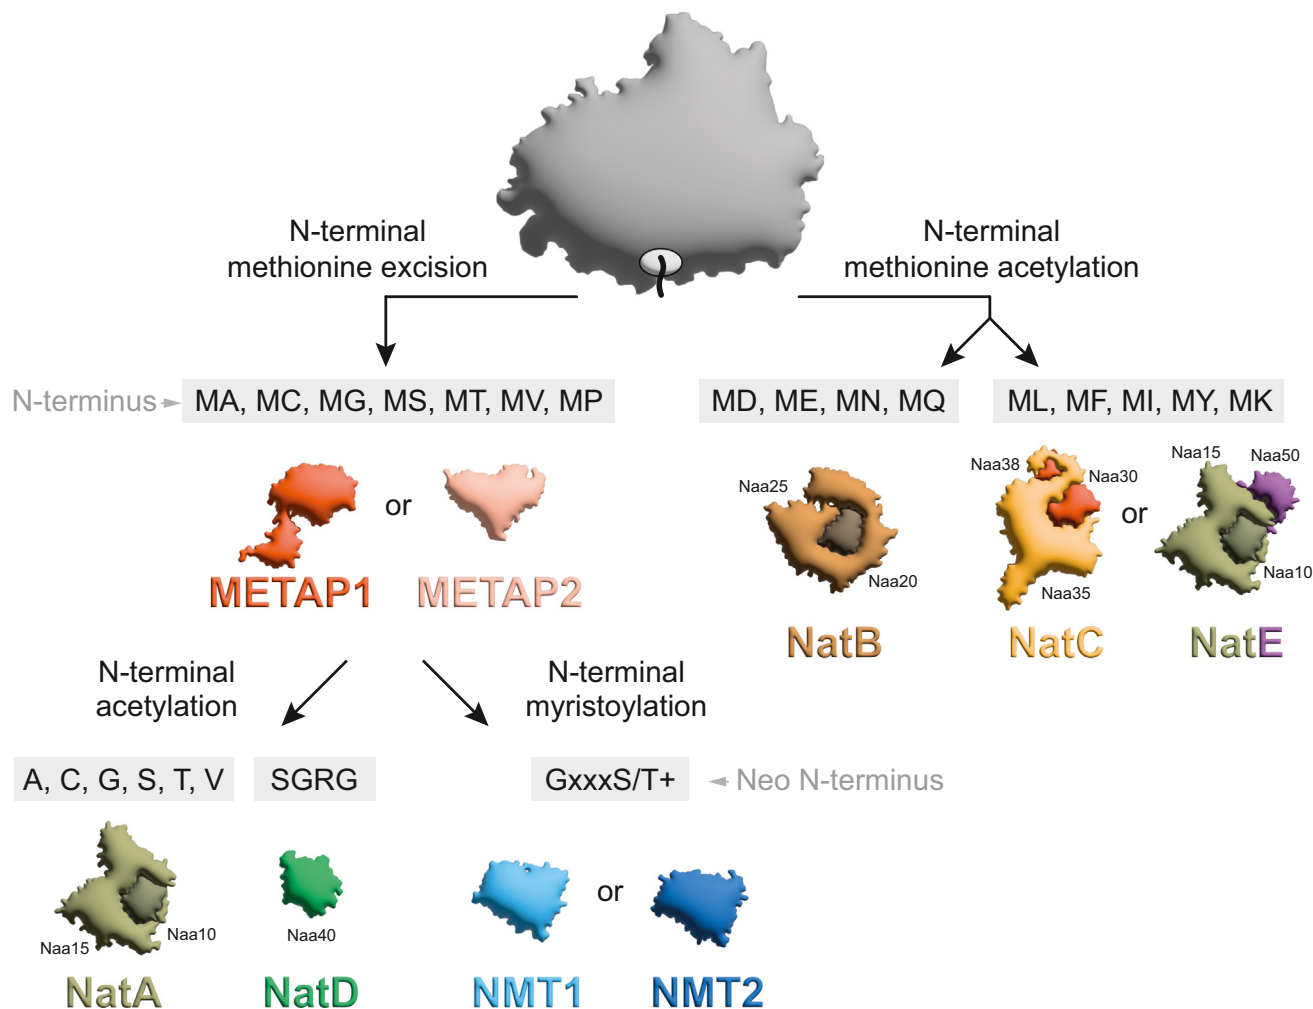 N-terminal
methionine excision
N-terminal
methionine acetylation
N-terminus
MA, MC, MG, MS, MT, MV, MP
MD, ME, MN, MQ
ML, MF, MI, MY, MK
or
METAP1
METAP2
Naa25
Naa20
NatB
Naa38
Naa30
Naa35
NatC
or
Naa15
Naa50
Naa10
NatE
N-terminal
acetylation
N-terminal
myristoylation
A, C, G, S, T, V
SGRG
GxxxS/T+
Neo N-terminus
Naa15
Naa10
NatA
Naa40
NatD
NMT1
or
NMT2